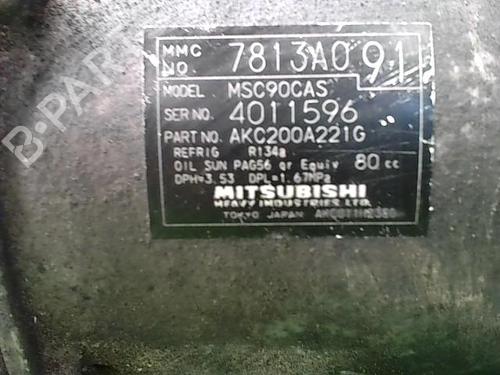 MMC NO 7813A091
MODEL MSC90CAS
SER NO. 4011596
PART NO. AKC200A221G
REFRIG R134a
OIL SUN PAG56 or Equiv 80 cc
DPH=3.53 DPL=1.67MPa
MITSUBISHI
HEAVY INDUSTRIES, LTD.
TOKYO JAPAN